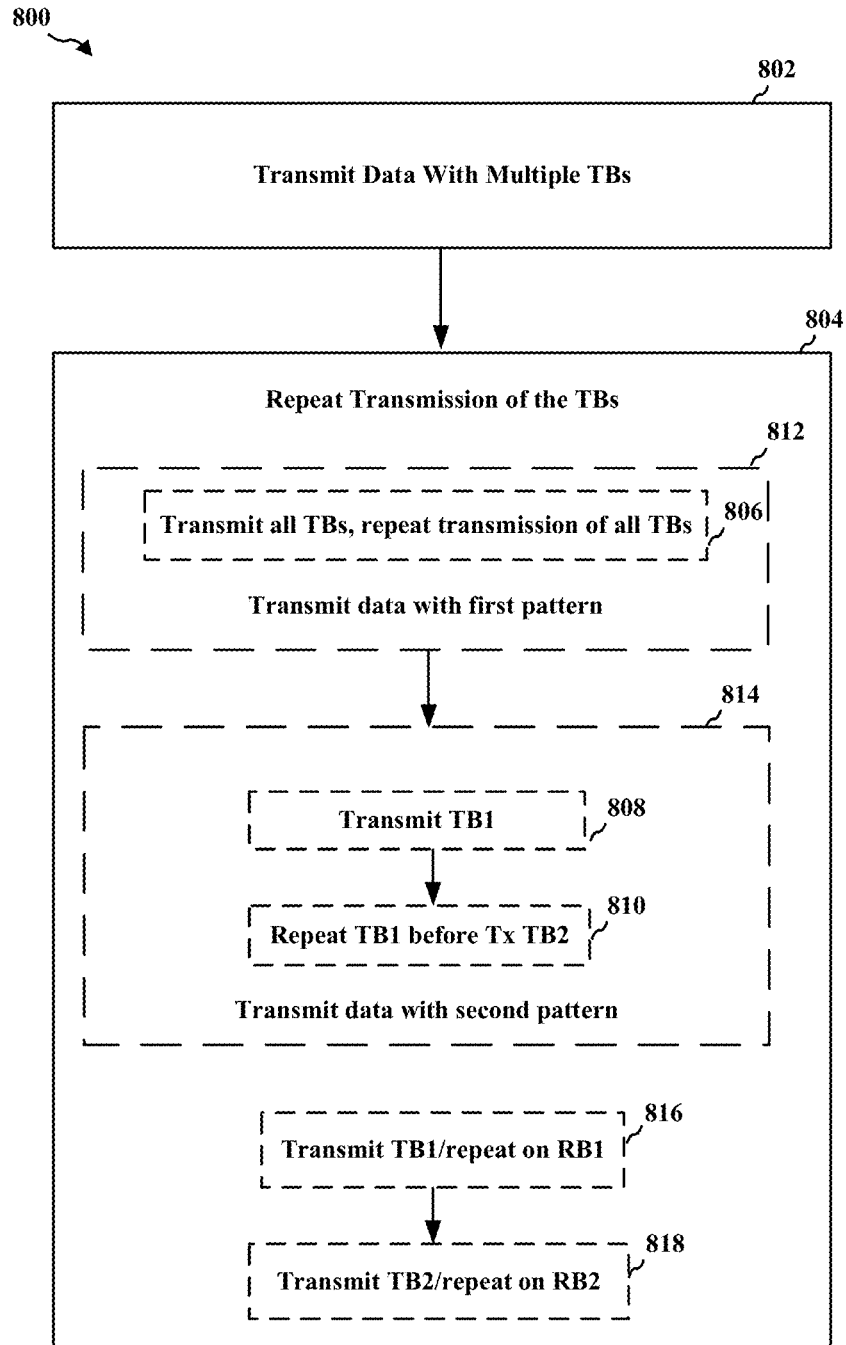 800
802
Transmit Data With Multiple TBs
804
Repeat Transmission of the TBs
812
Transmit all TBs, repeat transmission of all TBs
806
Transmit data with first pattern
814
Transmit TB1
808
810
Repeat TB1 before Tx TB2
Transmit data with second pattern
816
Transmit TB1/repeat on RB1
818
Transmit TB2/repeat on RB2